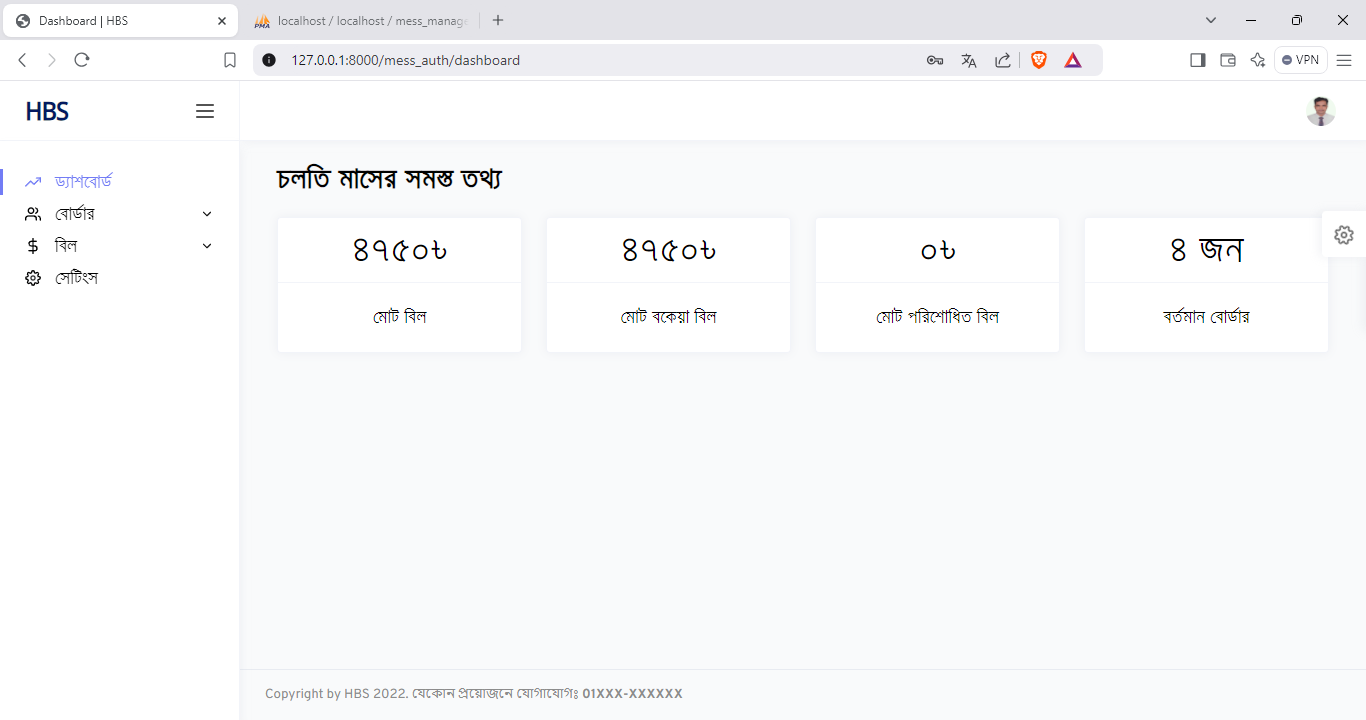 Dashboard | HBS
localhost / localhost / mess_manage
127.0.0.1:8000/mess_auth/dashboard
VPN
HBS
ড্যাশবোর্ড
বোর্ডার
বিল
সেটিংস
চলতি মাসের সমস্ত তথ্য
৪৭৫০৳
মোট বিল
৪৭৫০৳
মোট বকেয়া বিল
০৳
মোট পরিশোধিত বিল
৪ জন
বর্তমান বোর্ডার
Copyright by HBS 2022. যেকোন প্রয়োজনে যোগাযোগঃ 01XXX-XXXXXX